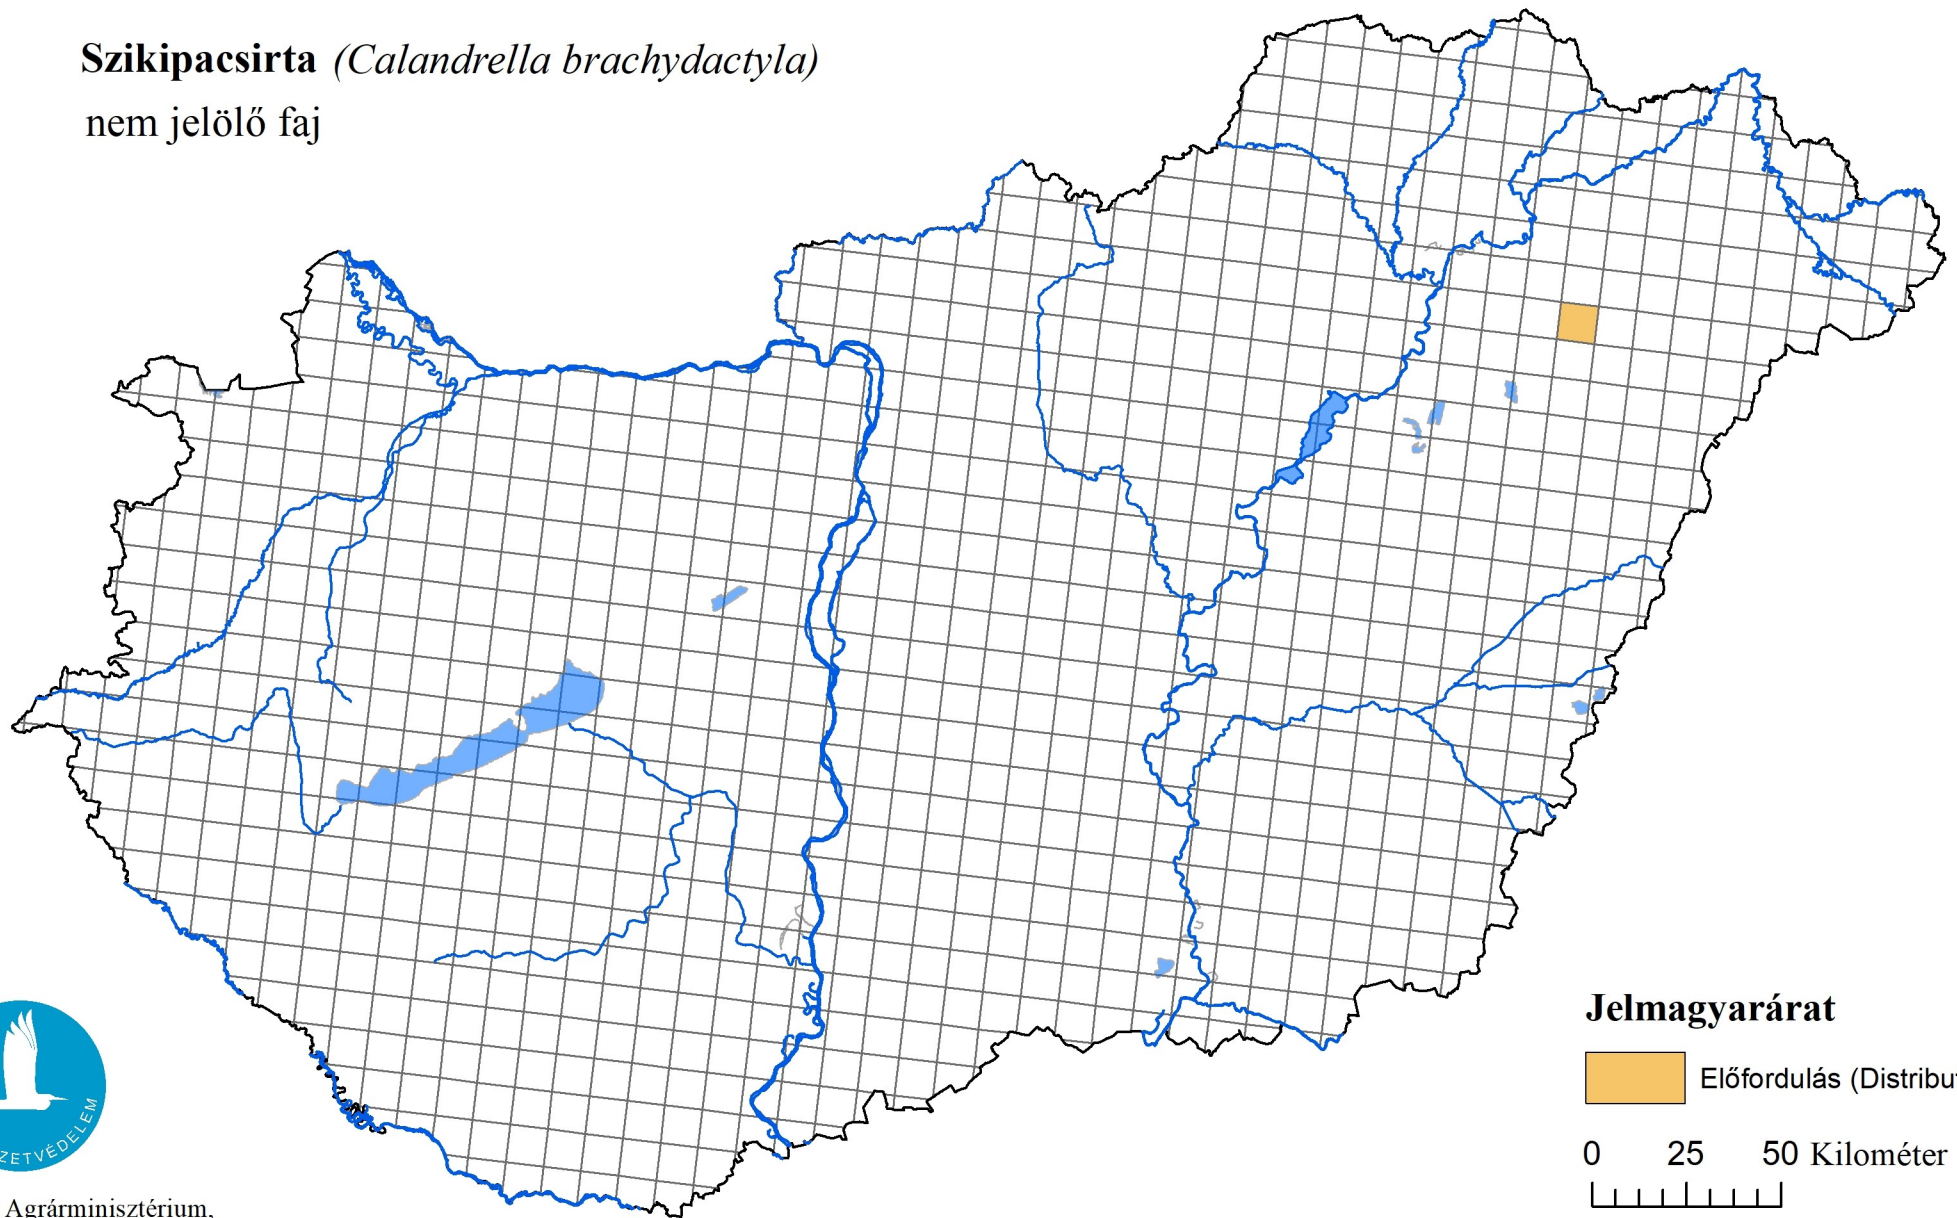 Szikipacsirta (Calandrella brachydactyla)
nem jelölő faj
Jelmagyarárat
Előfordulás (Distribu
0 25 50 Kilométer
ZETVÉDELEM
Agrárminisztérium,